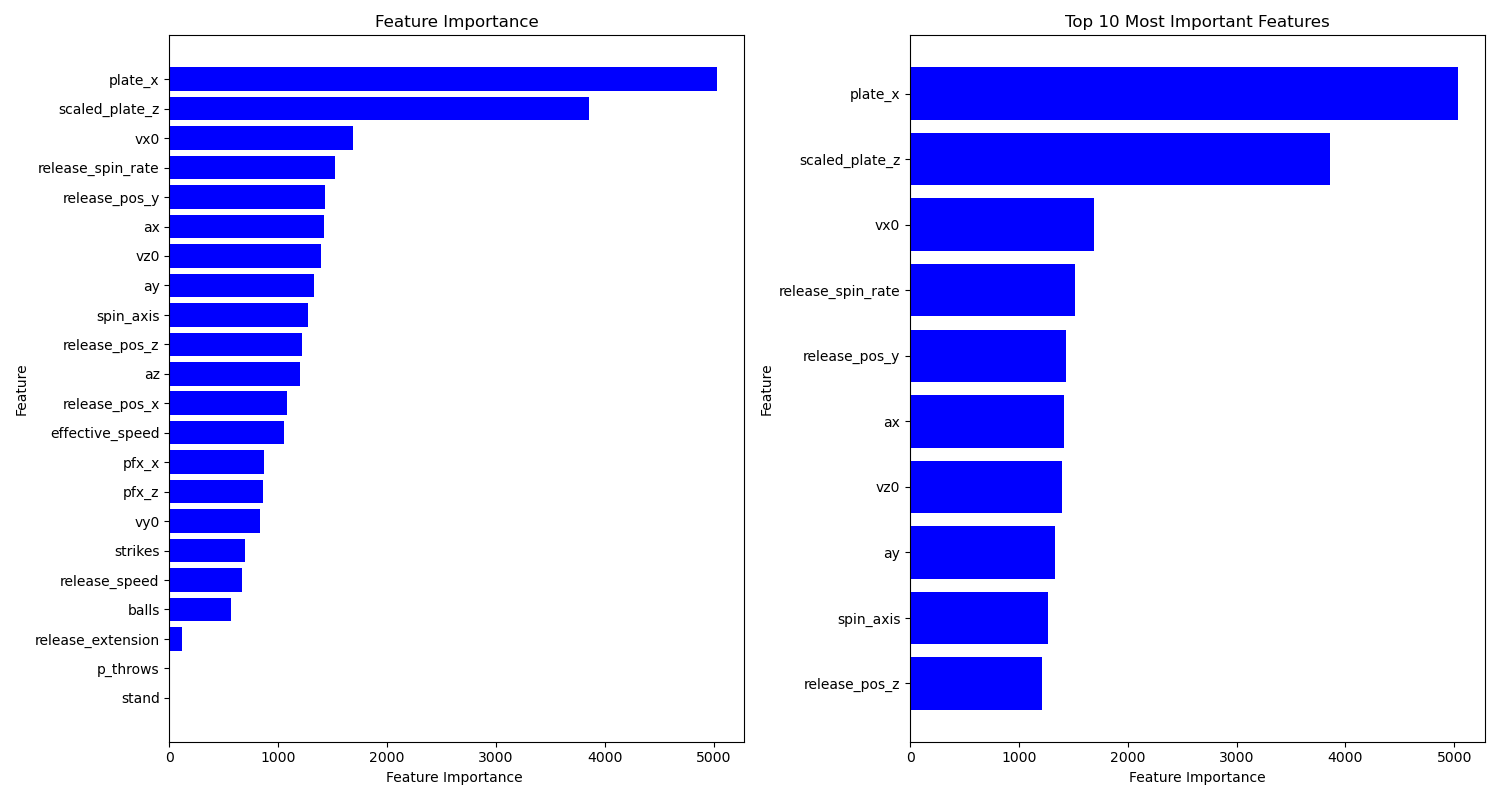 Feature Importance
plate_x
scaled_plate_z
vx0
release_spin_rate
release_pos_y
ax
vz0
ay
spin_axis
release_pos_z
az
release_pos_x
effective_speed
pfx_x
pfx_z
vy0
strikes
release_speed
balls
release_extension
p_throws
stand
Feature
0 1000 2000 3000 4000 5000
Feature Importance
Top 10 Most Important Features
plate_x
scaled_plate_z
vx0
release_spin_rate
release_pos_y
ax
vz0
ay
spin_axis
release_pos_z
Feature
0 1000 2000 3000 4000 5000
Feature Importance